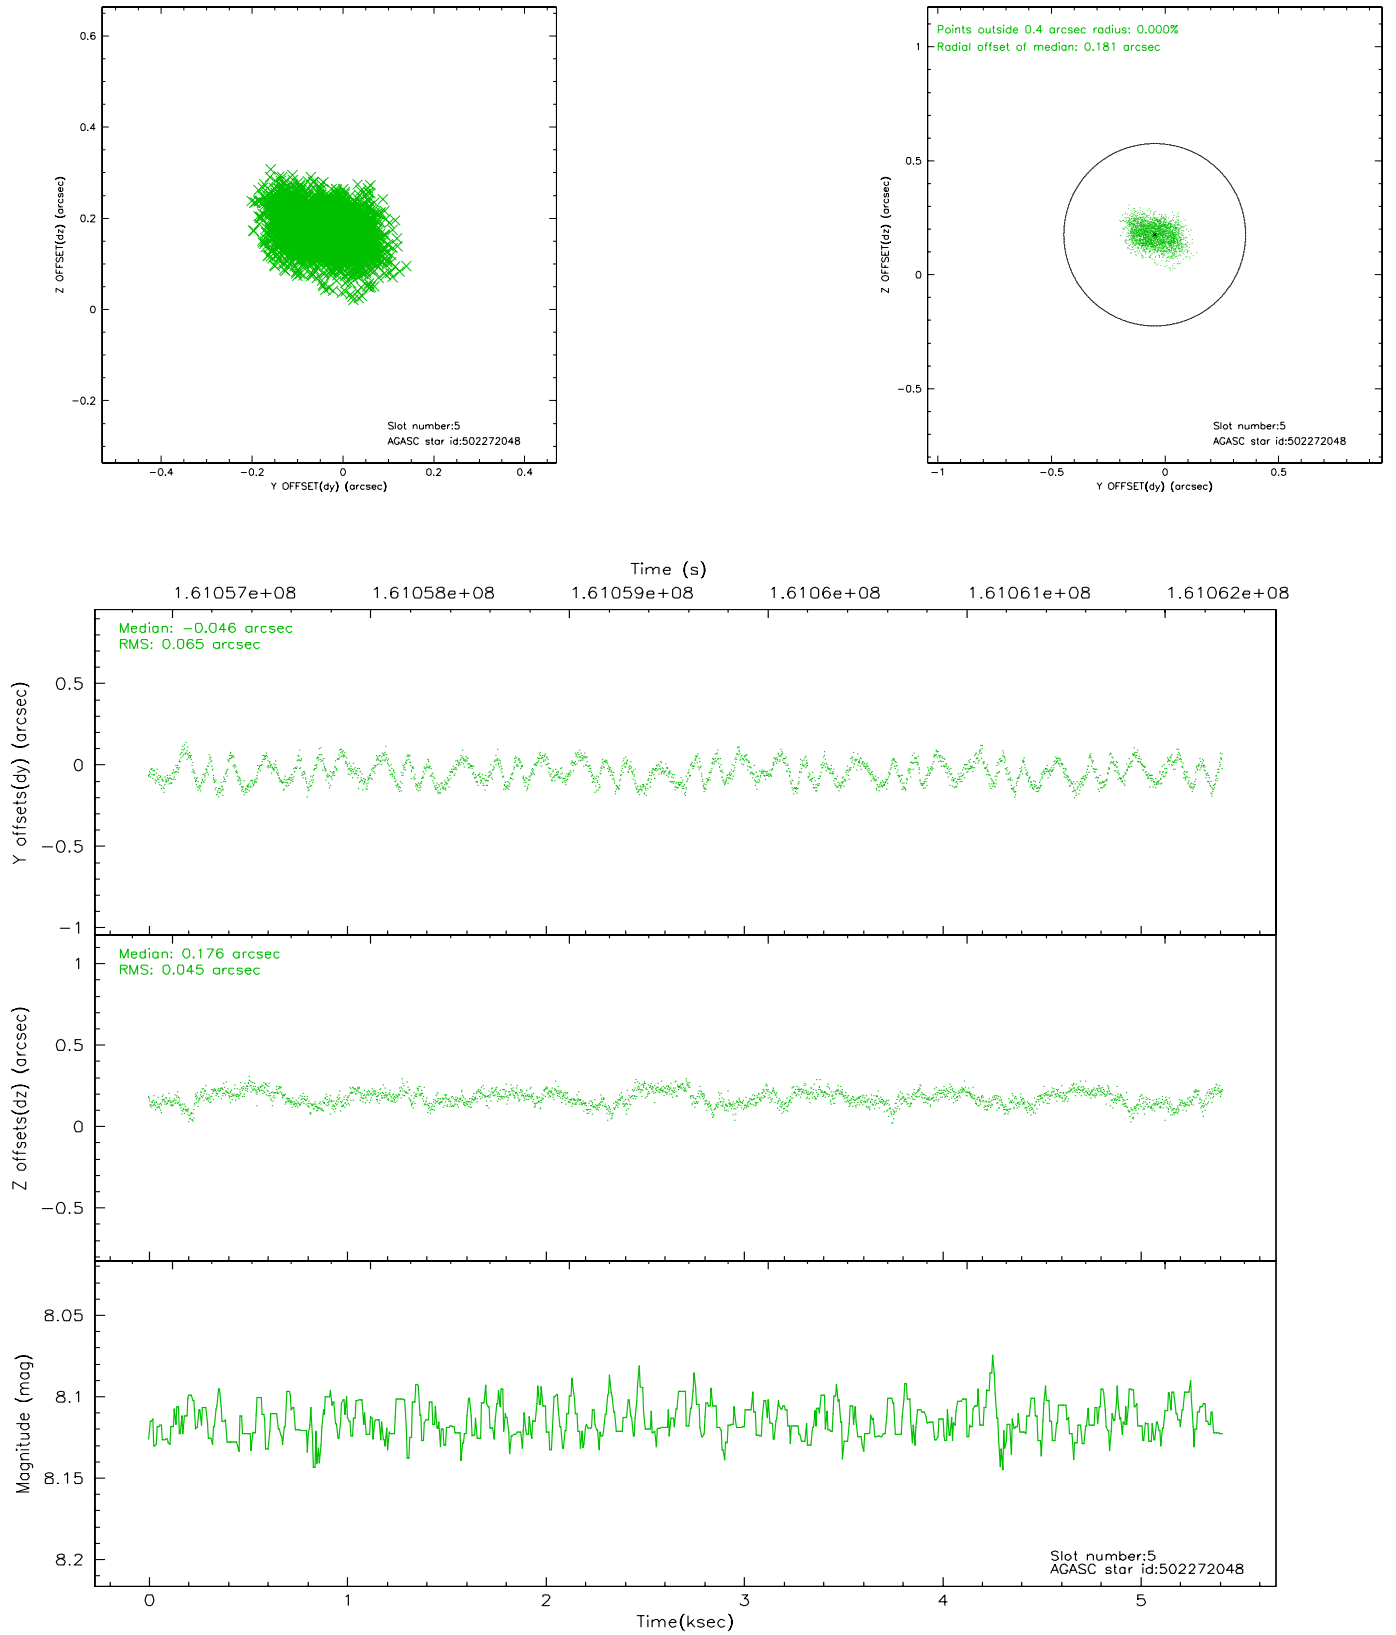 0.6
0.4
0.2
0
−0.2
Z OFFSET(dz) (arcsec)
Slot number:5
AGASC star id:502272048
−0.4 −0.2 0 0.2 0.4
Y OFFSET(dy) (arcsec)
Points outside 0.4 arcsec radius: 0.000%
Radial offset of median: 0.181 arcsec
1
0.5
0
−0.5
Z OFFSET(dz) (arcsec)
Slot number:5
AGASC star id:502272048
−1 −0.5 0 0.5
Y OFFSET(dy) (arcsec)
Time (s)
1.61057e+08 1.61058e+08 1.61059e+08 1.6106e+08 1.61061e+08 1.61062e+08
Median: −0.046 arcsec
RMS: 0.065 arcsec
0.5
0
−0.5
−1
Y offsets(dy) (arcsec)
Median: 0.176 arcsec
RMS: 0.045 arcsec
1
0.5
0
−0.5
Z offsets(dz) (arcsec)
8.05
8.1
8.15
8.2
Magnitude (mag)
Slot number:5
AGASC star id:502272048
0 1 2 3 4 5
Time(ksec)